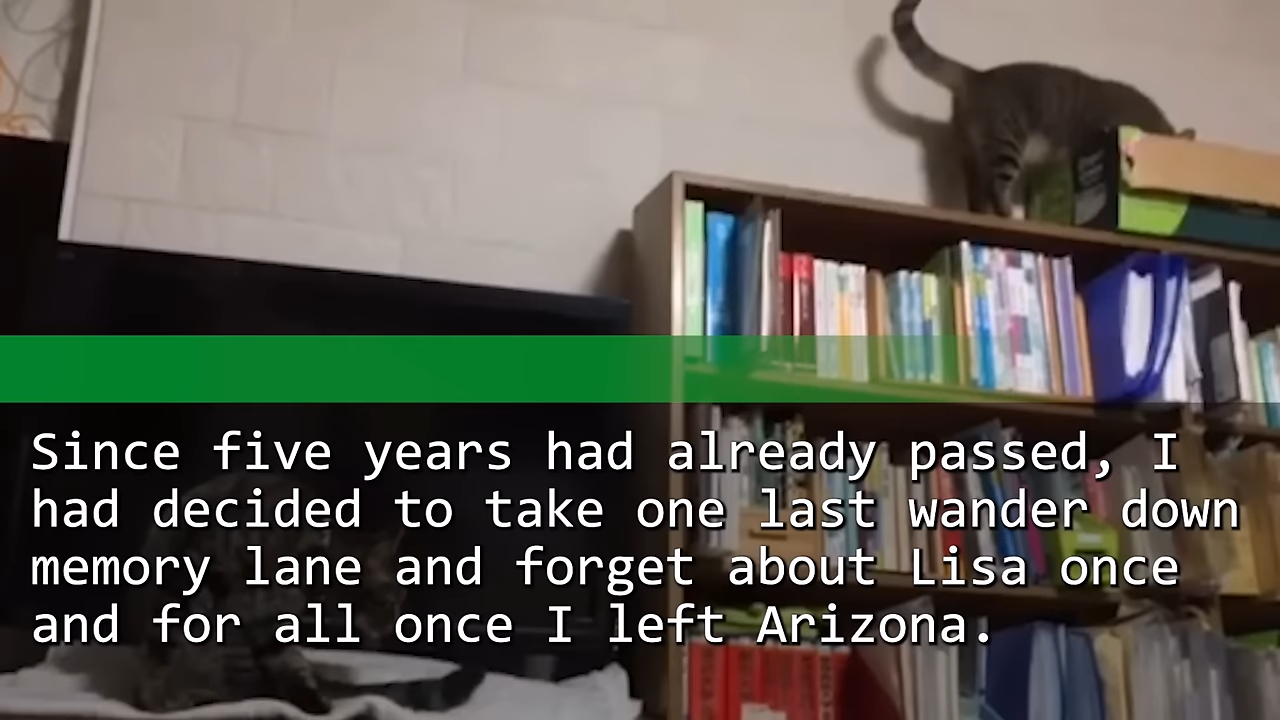 Since five years had already passed, I
had decided to take one last wander down
memory lane and forget about Lisa once
and for all once I left Arizona.